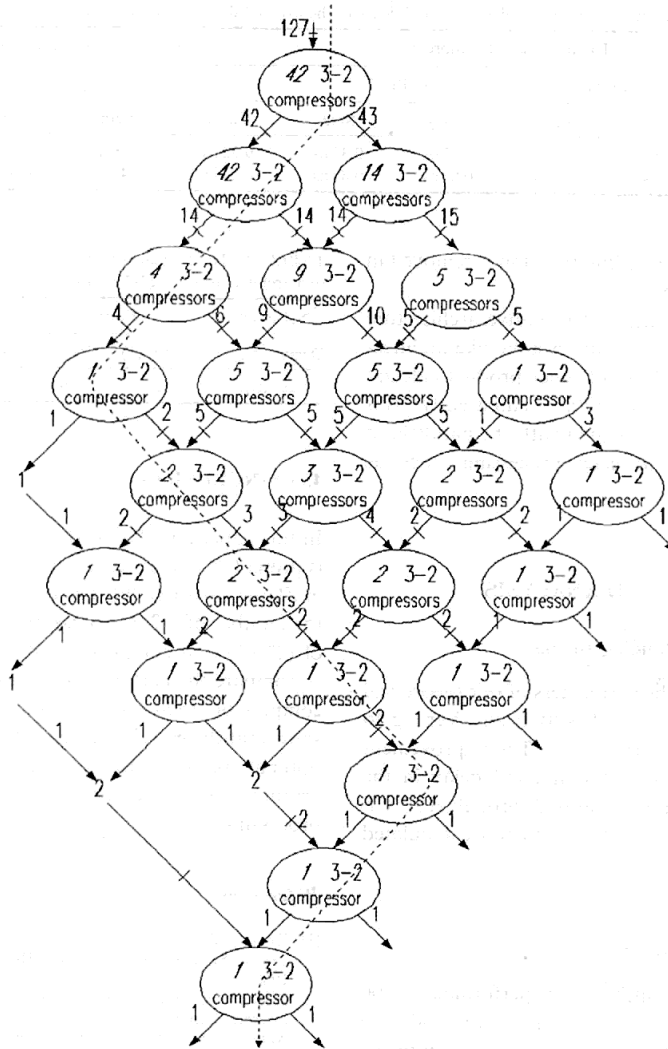 127
42 3-2
compressors
42 43
42 3-2 14 3-2
compressors compressors
14 14 14 15
4 3-2 9 3-2 5 3-2
compressors compressors compressors
4 6 9 10 5 5
1 3-2 5 3-2 5 3-2 1 3-2
compressor compressors compressors compressor
1 2 5 5 5 5 1 3
1 2 3-2 3 3-2 2 3-2 1 3-2
compressors compressors compressors compressor
1 2 3 3 4 2 2 1 1
1 3-2 2 3-2 2 3-2 1 3-2
compressor compressors compressors compressor
1 1 2 2 2 2 1 1
1 1 3-2 1 3-2 1 3-2
compressor compressor compressor
1 1 1 1 2 1 1
2 2 1 3-2
compressor
2 1 1
1 3-2
compressor
1 1
1 3-2
compressor
1 1